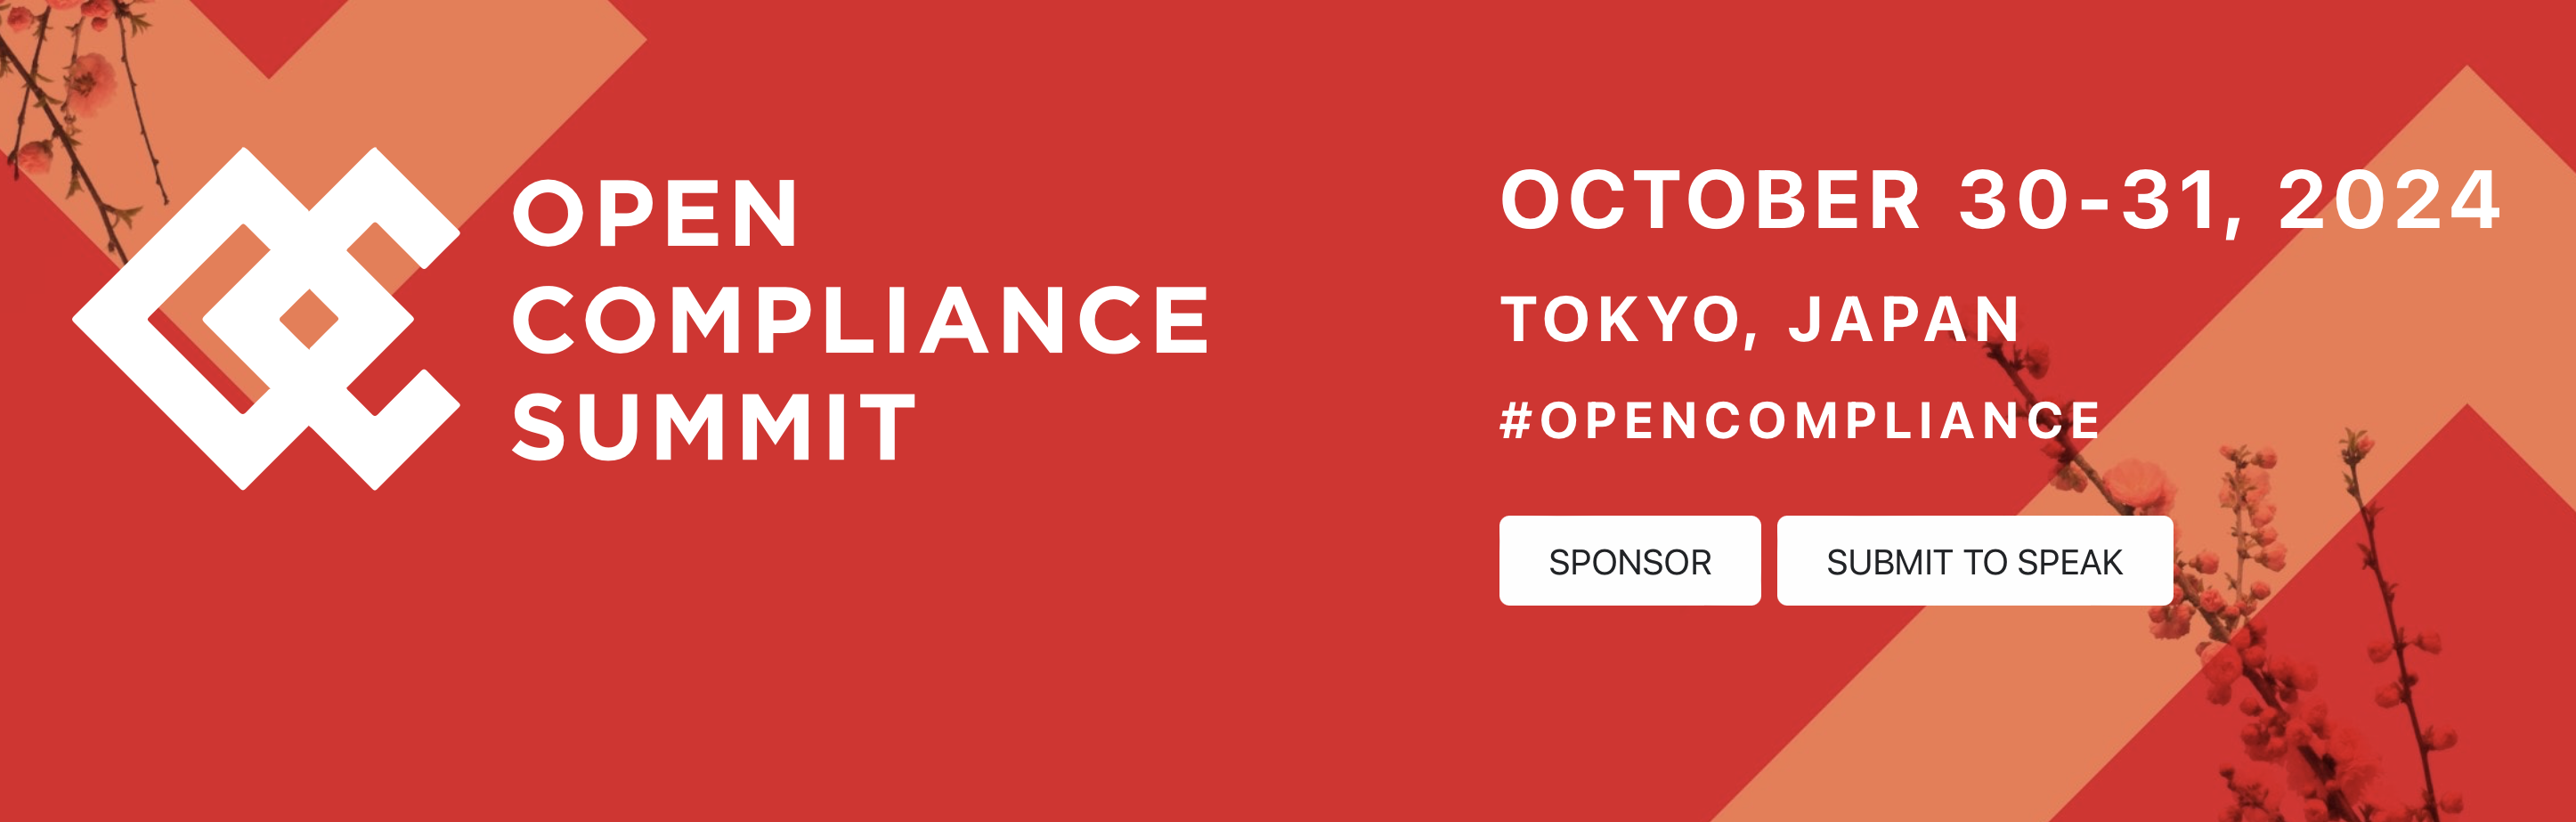 OPEN
COMPLIANCE
SUMMIT
OCTOBER 30-31, 2024
TOKYO, JAPAN
#OPENCOMPLIANCE
SPONSOR
SUBMIT TO SPEAK